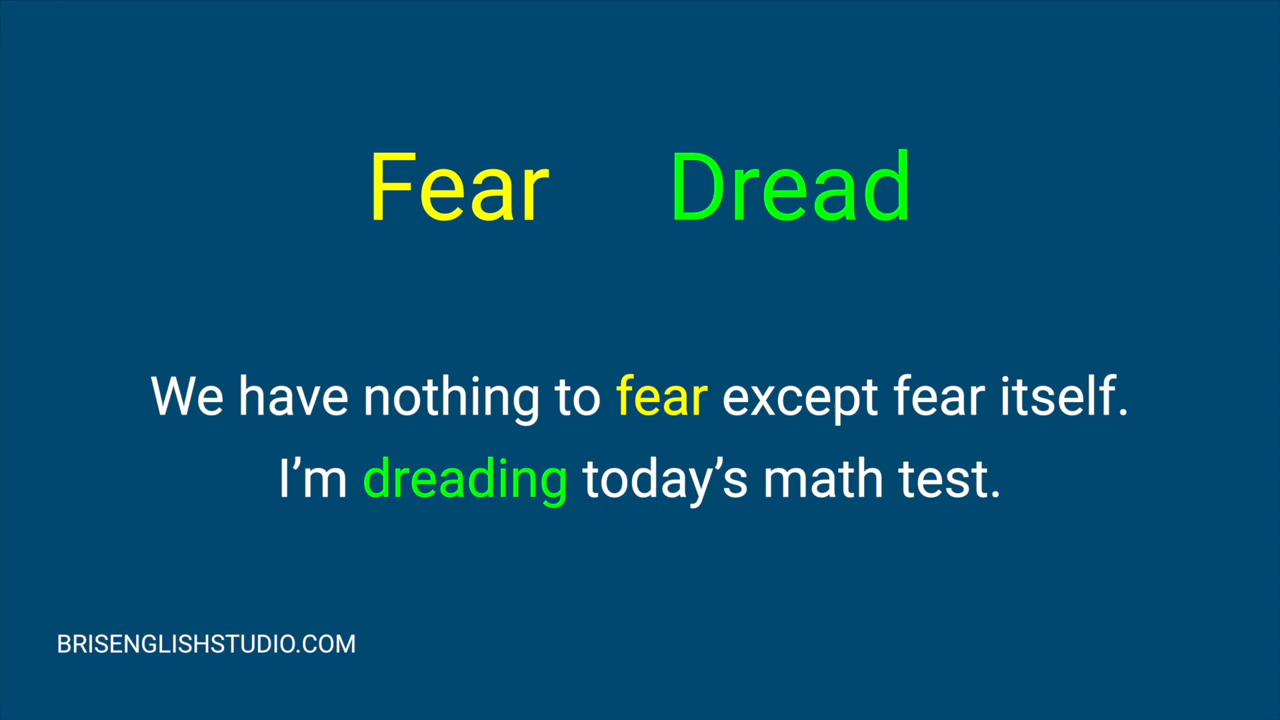 Fear Dread
We have nothing to fear except fear itself.
I’m dreading today’s math test.
BRISENGLISHSTUDIO.COM